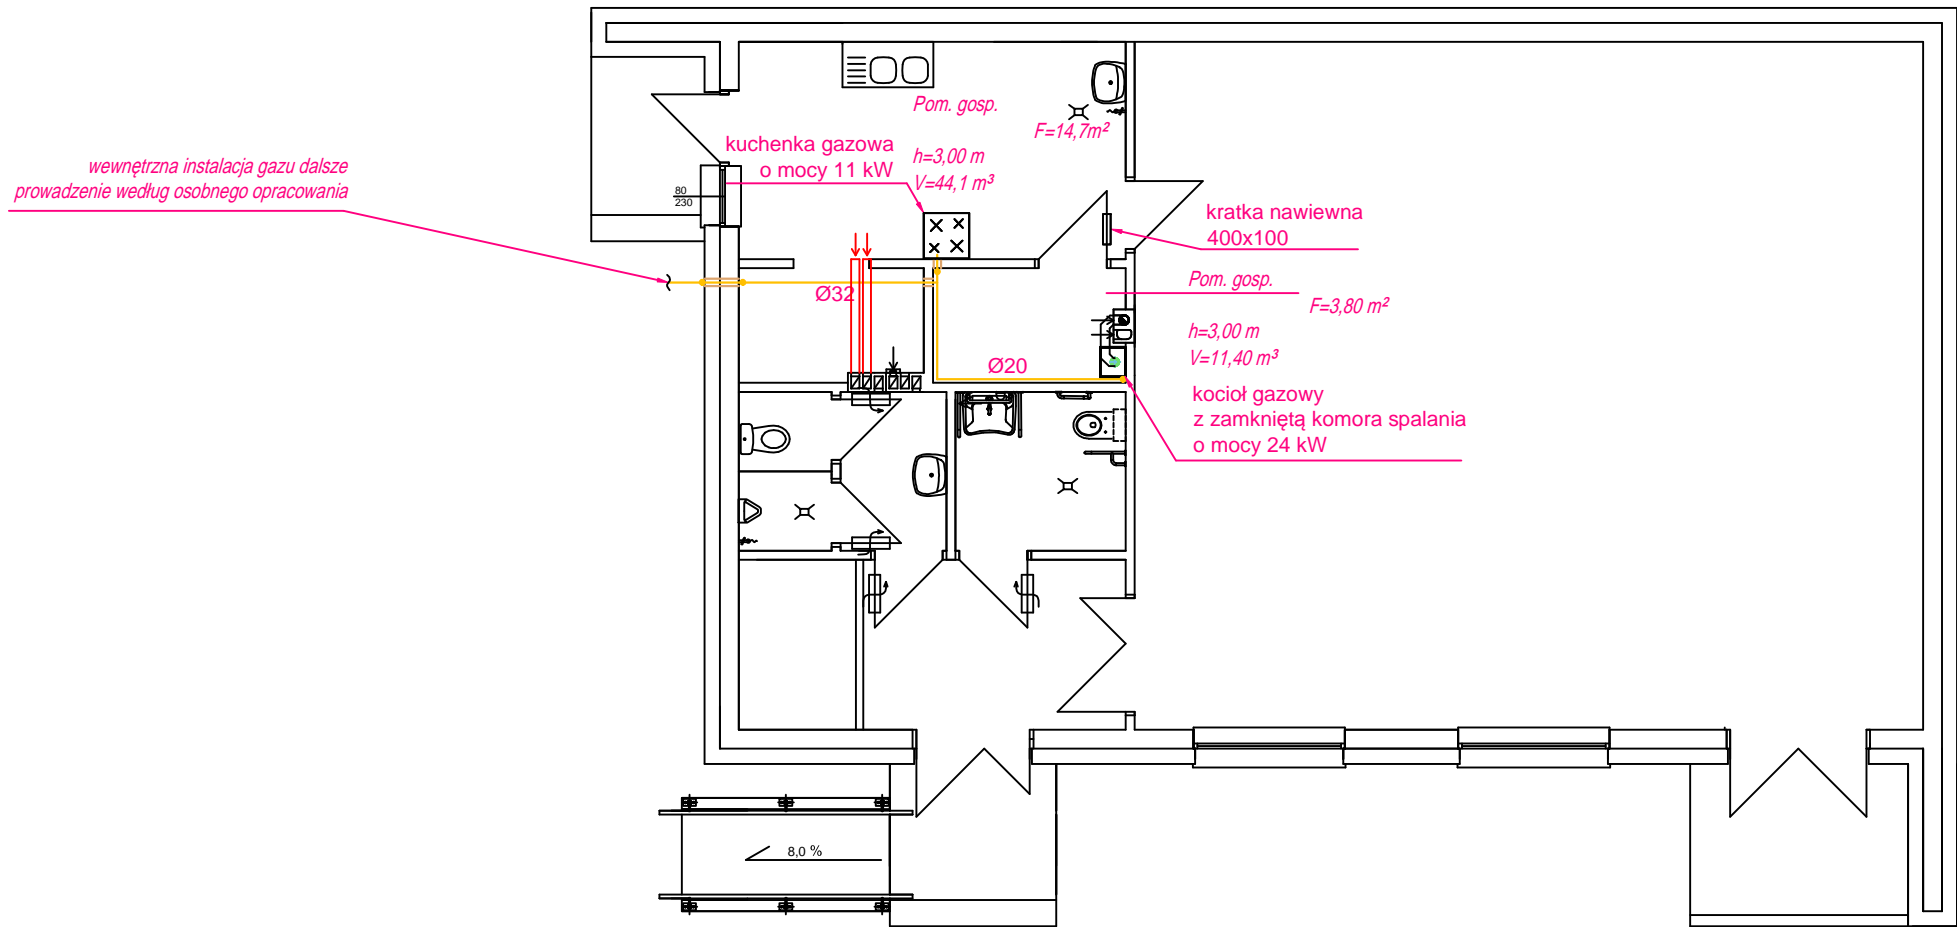 wewnętrzna instalacja gazu dalsze
prowadzenie według osobnego opracowania
Pom. gosp.
F=14,7m²
kuchenka gazowa
o mocy 11 kW
h=3,00 m
V=44,1 m³
80
230
kratka nawiewna
400x100
Ø32
Pom. gosp.
F=3,80 m²
h=3,00 m
V=11,40 m³
Ø20
kocioł gazowy
z zamkniętą komora spalania
o mocy 24 kW
8,0 %